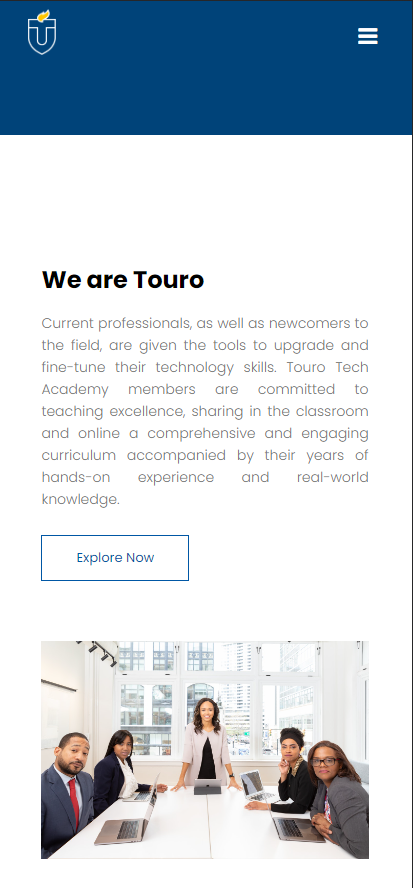 We are Touro
Current professionals, as well as newcomers to
the field, are given the tools to upgrade and
fine-tune their technology skills. Touro Tech
Academy members are committed to
teaching excellence, sharing in the classroom
and online a comprehensive and engaging
curriculum accompanied by their years of
hands-on experience and real-world
knowledge.
Explore Now